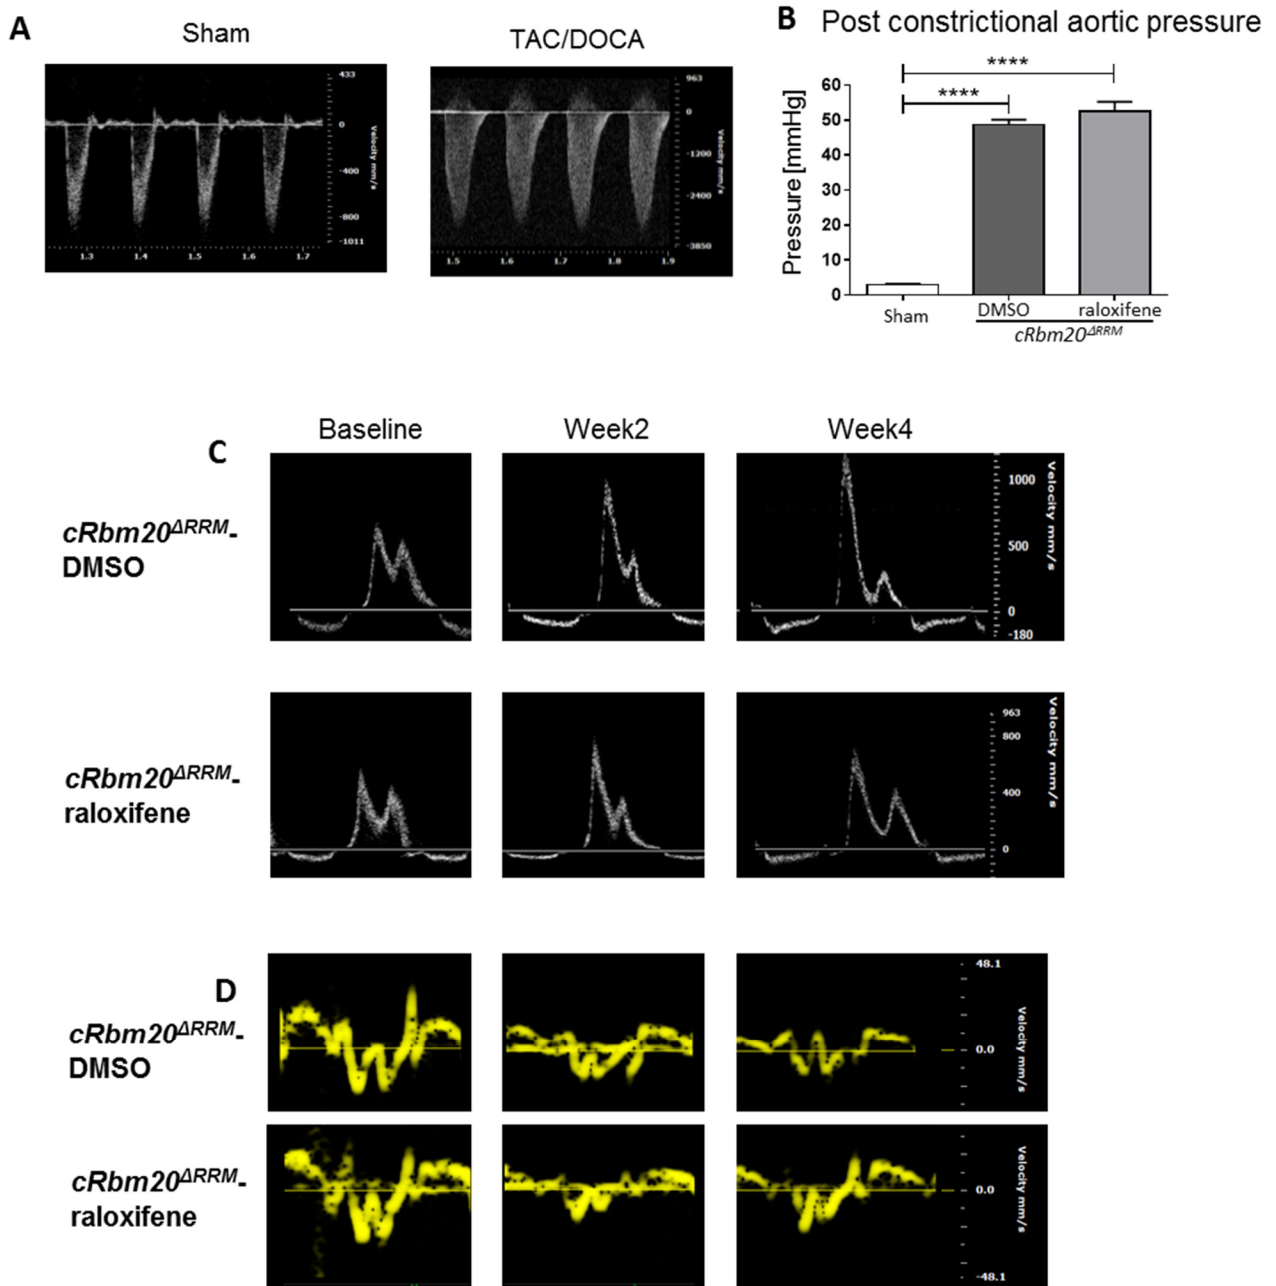 A
Sham
TAC/DOCA
433
0
-400
-800
-1011
Velocity mm/s
1.3 1.4 1.5 1.6 1.7
963
0
-1200
-2400
-3850
Velocity mm/s
1.5 1.6 1.7 1.8 1.9
B
Post constrictional aortic pressure
****
****
Pressure [mmHg]
60
50
40
30
20
10
0
Sham
DMSO
raloxifene
cRbm20ΔRRM
C
Baseline
Week2
Week4
cRbm20ΔRRM-
DMSO
1000
500
0
-180
Velocity mm/s
cRbm20ΔRRM-
raloxifene
963
800
400
0
Velocity mm/s
D
cRbm20ΔRRM-
DMSO
48.1
0.0
Velocity mm/s
cRbm20ΔRRM-
raloxifene
0.0
-48.1
Velocity mm/s